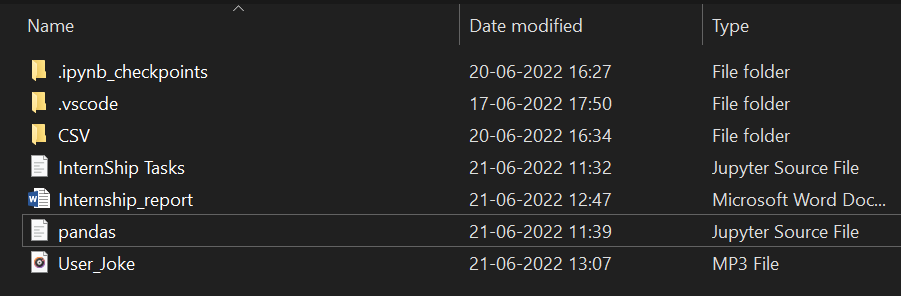 Name Date modified Type
.ipynb_checkpoints 20-06-2022 16:27 File folder
.vscode 17-06-2022 17:50 File folder
CSV 20-06-2022 16:34 File folder
InternShip Tasks 21-06-2022 11:32 Jupyter Source File
Internship_report 21-06-2022 12:47 Microsoft Word Doc...
pandas 21-06-2022 11:39 Jupyter Source File
User_Joke 21-06-2022 13:07 MP3 File